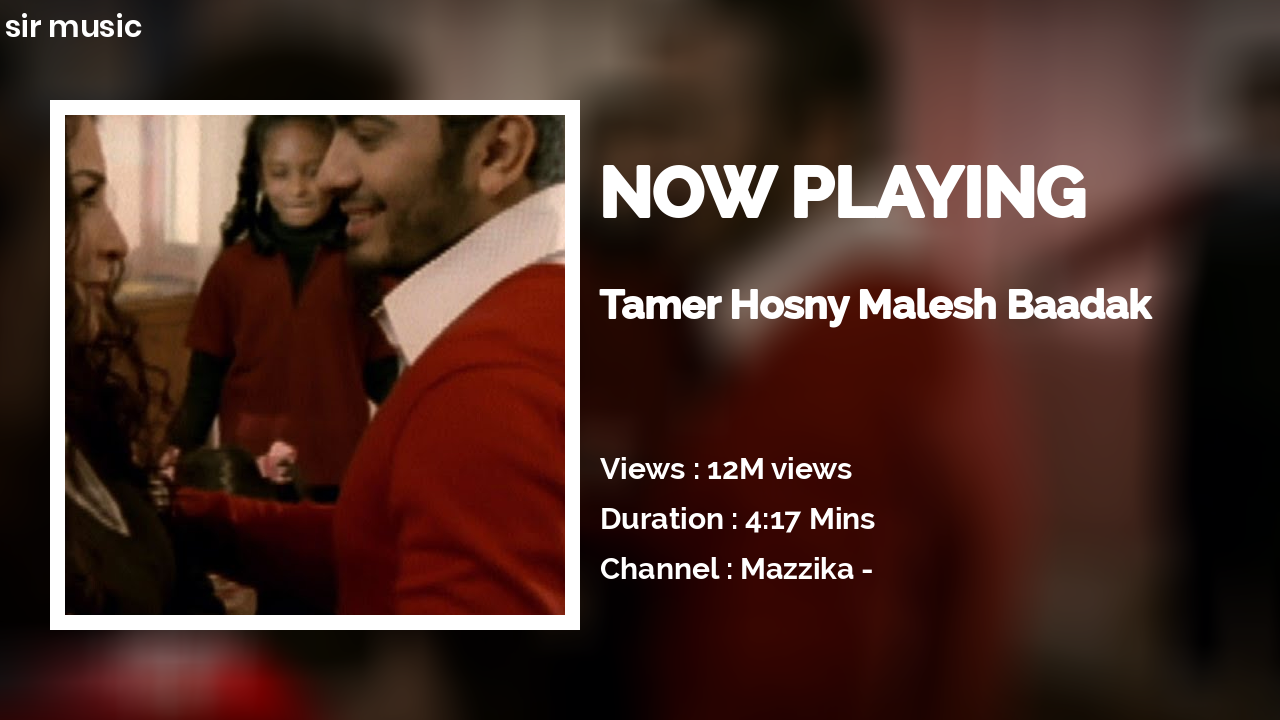 sir music
NOW PLAYING
Tamer Hosny Malesh Baadak
Views : 12M views
Duration : 4:17 Mins
Channel : Mazzika -